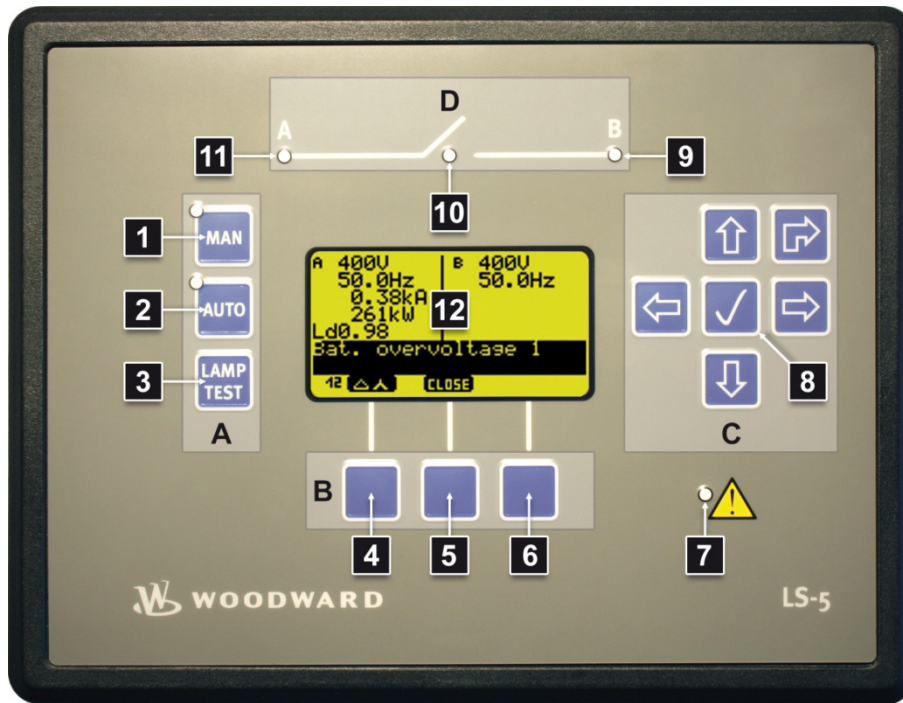 D
A B
11 10 9
1 MAN
2 AUTO
3 LAMP TEST
A
A 400V B 400V
50.0Hz 50.0Hz
0.38kA
261kW
12
Ld0.98
Bat. overvoltage 1
12 CLOSE
8
C
B
4 5 6
7
WOODWARD
LS-5